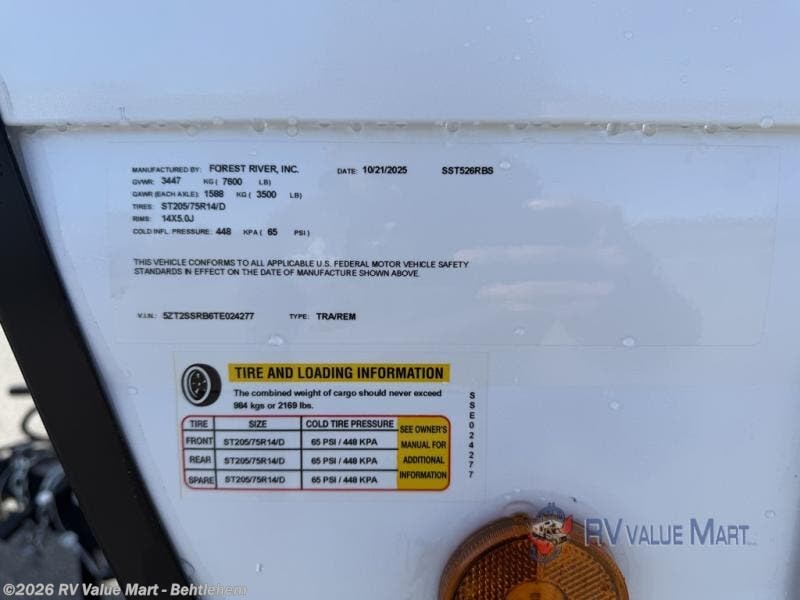 MANUFACTURED BY: FOREST RIVER, INC. DATE: 10/21/2025 SST526RBS
GVWR: 3447 KG ( 7600 LB)
GAWR (EACH AXLE): 1588 KG ( 3500 LB)
TIRES: ST205/75R14/D
RIMS: 14X5.0J
COLD INFL. PRESSURE: 448 KPA ( 65 PSI )
THIS VEHICLE CONFORMS TO ALL APPLICABLE U.S. FEDERAL MOTOR VEHICLE SAFETY
STANDARDS IN EFFECT ON THE DATE OF MANUFACTURE SHOWN ABOVE.
V.I.N.: 5ZT2SSRB6TE024277 TYPE: TRA/REM
TIRE AND LOADING INFORMATION
The combined weight of cargo should never exceed
984 kgs or 2169 lbs.
TIRE SIZE COLD TIRE PRESSURE
FRONT ST205/75R14/D 65 PSI / 448 KPA
REAR ST205/75R14/D 65 PSI / 448 KPA
SPARE ST205/75R14/D 65 PSI / 448 KPA
SEE OWNER'S
MANUAL FOR
ADDITIONAL
INFORMATION
SSE024277
RV VALUE MART
©2026 RV Value Mart - Behtlehem